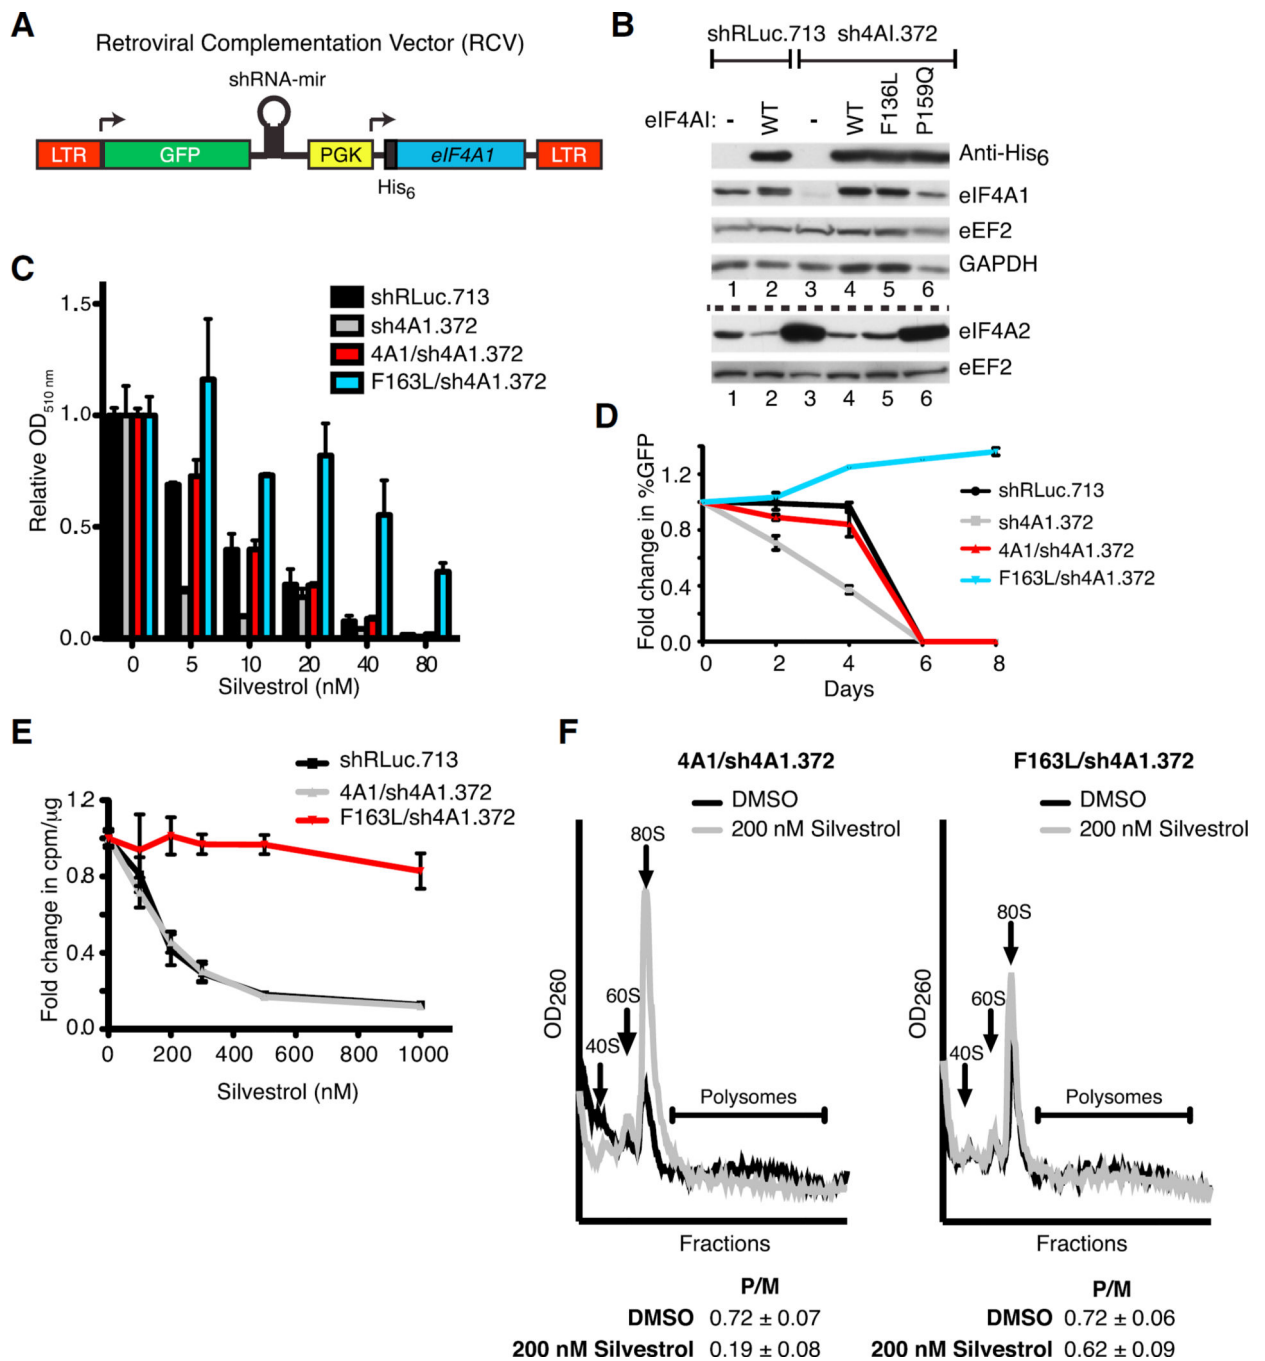 A
Retroviral Complementation Vector (RCV)
shRNA-mir
LTR GFP PGK eIF4A1 LTR
His6
B
shRLuc.713 sh4AI.372
eIF4AI: - WT - WT F136L P159Q
Anti-His6
eIF4A1
eEF2
GAPDH
1 2 3 4 5 6
eIF4A2
eEF2
1 2 3 4 5 6
C
shRLuc.713
sh4A1.372
4A1/sh4A1.372
F163L/sh4A1.372
Relative OD510 nm
1.5
1.0
0.5
0.0
0 5 10 20 40 80
Silvestrol (nM)
D
Fold change in %GFP
1.2
0.8
0.4
0.0
0 2 4 6 8
Days
shRLuc.713
sh4A1.372
4A1/sh4A1.372
F163L/sh4A1.372
E
shRLuc.713
4A1/sh4A1.372
F163L/sh4A1.372
Fold change in cpm/µg
1.2
0.8
0.4
0.0
0 200 400 600 800 1000
Silvestrol (nM)
F
4A1/sh4A1.372
DMSO
200 nM Silvestrol
80S
60S
40S
Polysomes
OD260
Fractions
P/M
DMSO 0.72 ± 0.07
200 nM Silvestrol 0.19 ± 0.08
F163L/sh4A1.372
DMSO
200 nM Silvestrol
80S
60S
40S
Polysomes
OD260
Fractions
P/M
DMSO 0.72 ± 0.06
200 nM Silvestrol 0.62 ± 0.09